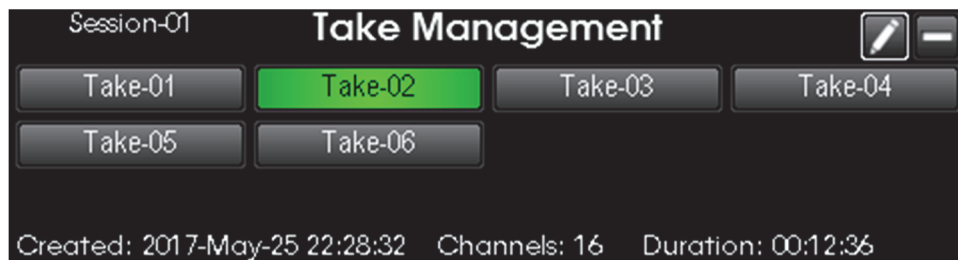 Session-01 Take Management
Take-01 Take-02 Take-03 Take-04
Take-05 Take-06
Created: 2017-May-25 22:28:32 Channels: 16 Duration: 00:12:36